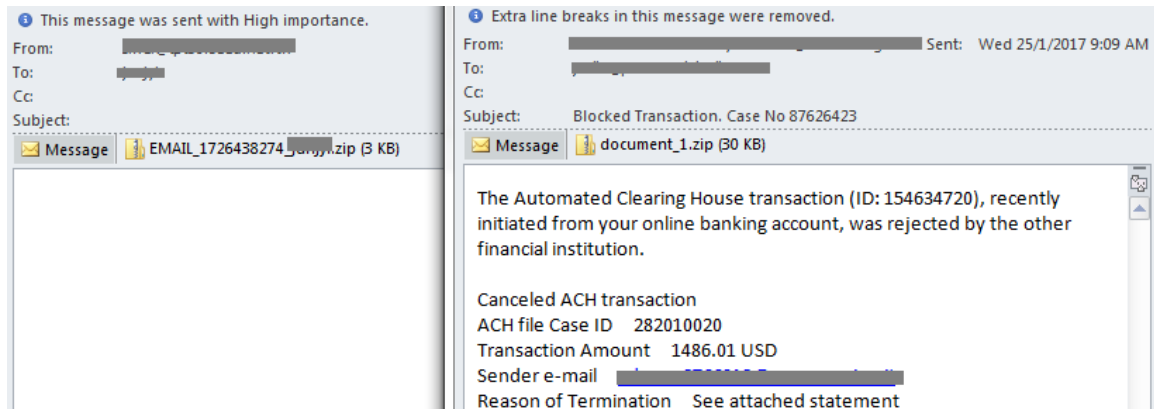 This message was sent with High importance.
From:
To:
Cc:
Subject:
Message EMAIL_1726438274_ .zip (3 KB)
Extra line breaks in this message were removed.
From: Sent: Wed 25/1/2017 9:09 AM
To:
Cc:
Subject: Blocked Transaction. Case No 87626423
Message document_1.zip (30 KB)
The Automated Clearing House transaction (ID: 154634720), recently
initiated from your online banking account, was rejected by the other
financial institution.
Canceled ACH transaction
ACH file Case ID 282010020
Transaction Amount 1486.01 USD
Sender e-mail
Reason of Termination See attached statement